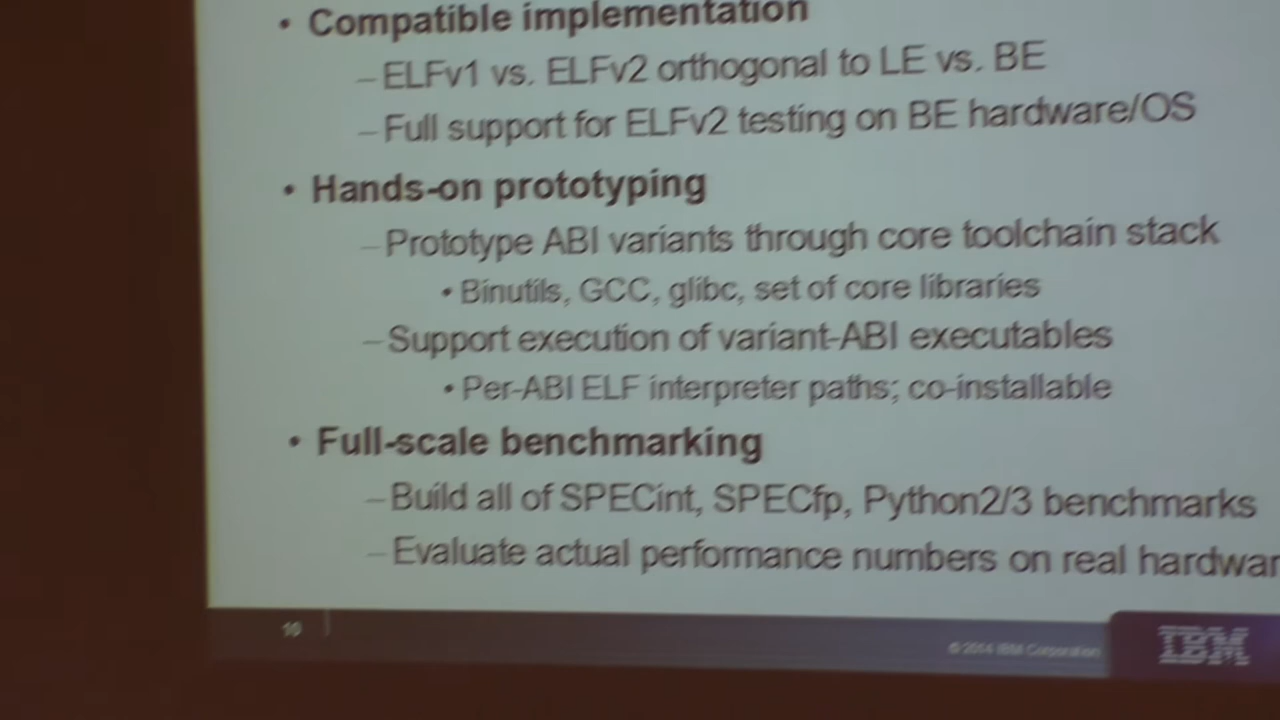 • Compatible implementation
– ELFv1 vs. ELFv2 orthogonal to LE vs. BE
– Full support for ELFv2 testing on BE hardware/OS
• Hands-on prototyping
– Prototype ABI variants through core toolchain stack
• Binutils, GCC, glibc, set of core libraries
– Support execution of variant-ABI executables
• Per-ABI ELF interpreter paths; co-installable
• Full-scale benchmarking
– Build all of SPECint, SPECfp, Python2/3 benchmarks
– Evaluate actual performance numbers on real hardwar
© IBM Corporation
IBM